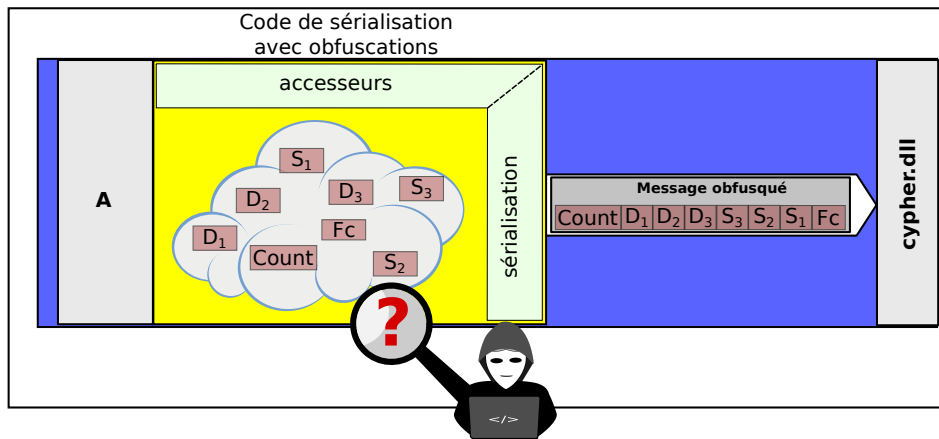 Code de sérialisation
avec obfuscations
accesseurs
A
S₁
D₂
D₃
S₃
D₁
Fc
Count
S₂
sérialisation
Message obfusqué
Count D₁ D₂ D₃ S₃ S₂ S₁ Fc
cypher.dll
?
</>